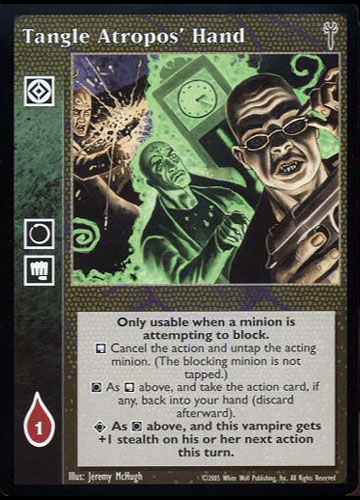 Tangle Atropos' Hand
Only usable when a minion is
attempting to block.
Cancel the action and untap the acting
minion. (The blocking minion is not
tapped.)
As above, and take the action card, if
any, back into your hand (discard
afterward).
As above, and this vampire gets
+1 stealth on his or her next action
this turn.
1
Illus: Jeremy McHugh
©2005 White Wolf Publishing, Inc. All Rights Reserved